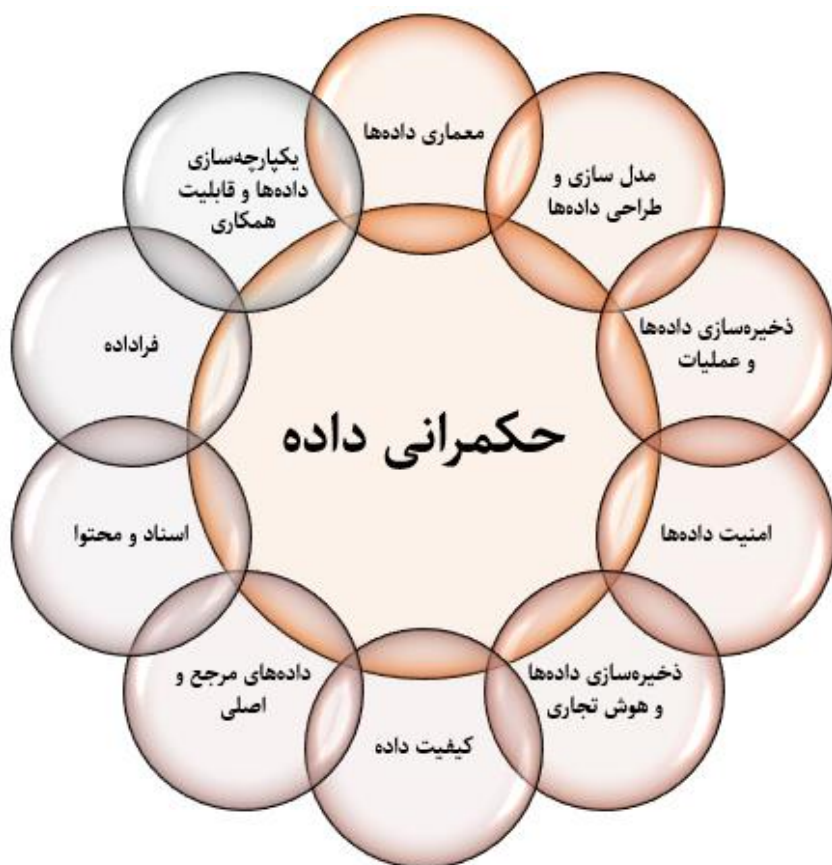 معماری داده‌ها
مدل سازی و
طراحی داده‌ها
ذخیره‌سازی داده‌ها
و عملیات
امنیت داده‌ها
ذخیره‌سازی داده‌ها
و هوش تجاری
کیفیت داده
داده‌های مرجع و
اصلی
اسناد و محتوا
فراداده
یکپارچه‌سازی
داده‌ها و قابلیت
همکاری
حکمرانی داده